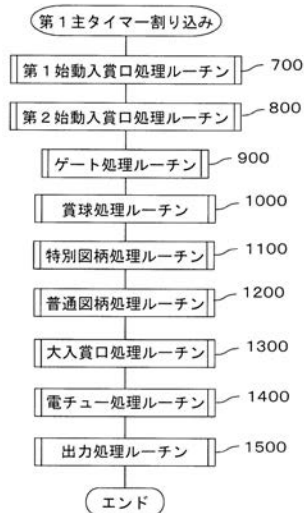 第1主タイマー割り込み
第1始動入賞口処理ルーチン 700
第2始動入賞口処理ルーチン 800
ゲート処理ルーチン 900
賞球処理ルーチン 1000
特別図柄処理ルーチン 1100
普通図柄処理ルーチン 1200
大入賞口処理ルーチン 1300
電チュー処理ルーチン 1400
出力処理ルーチン 1500
エンド